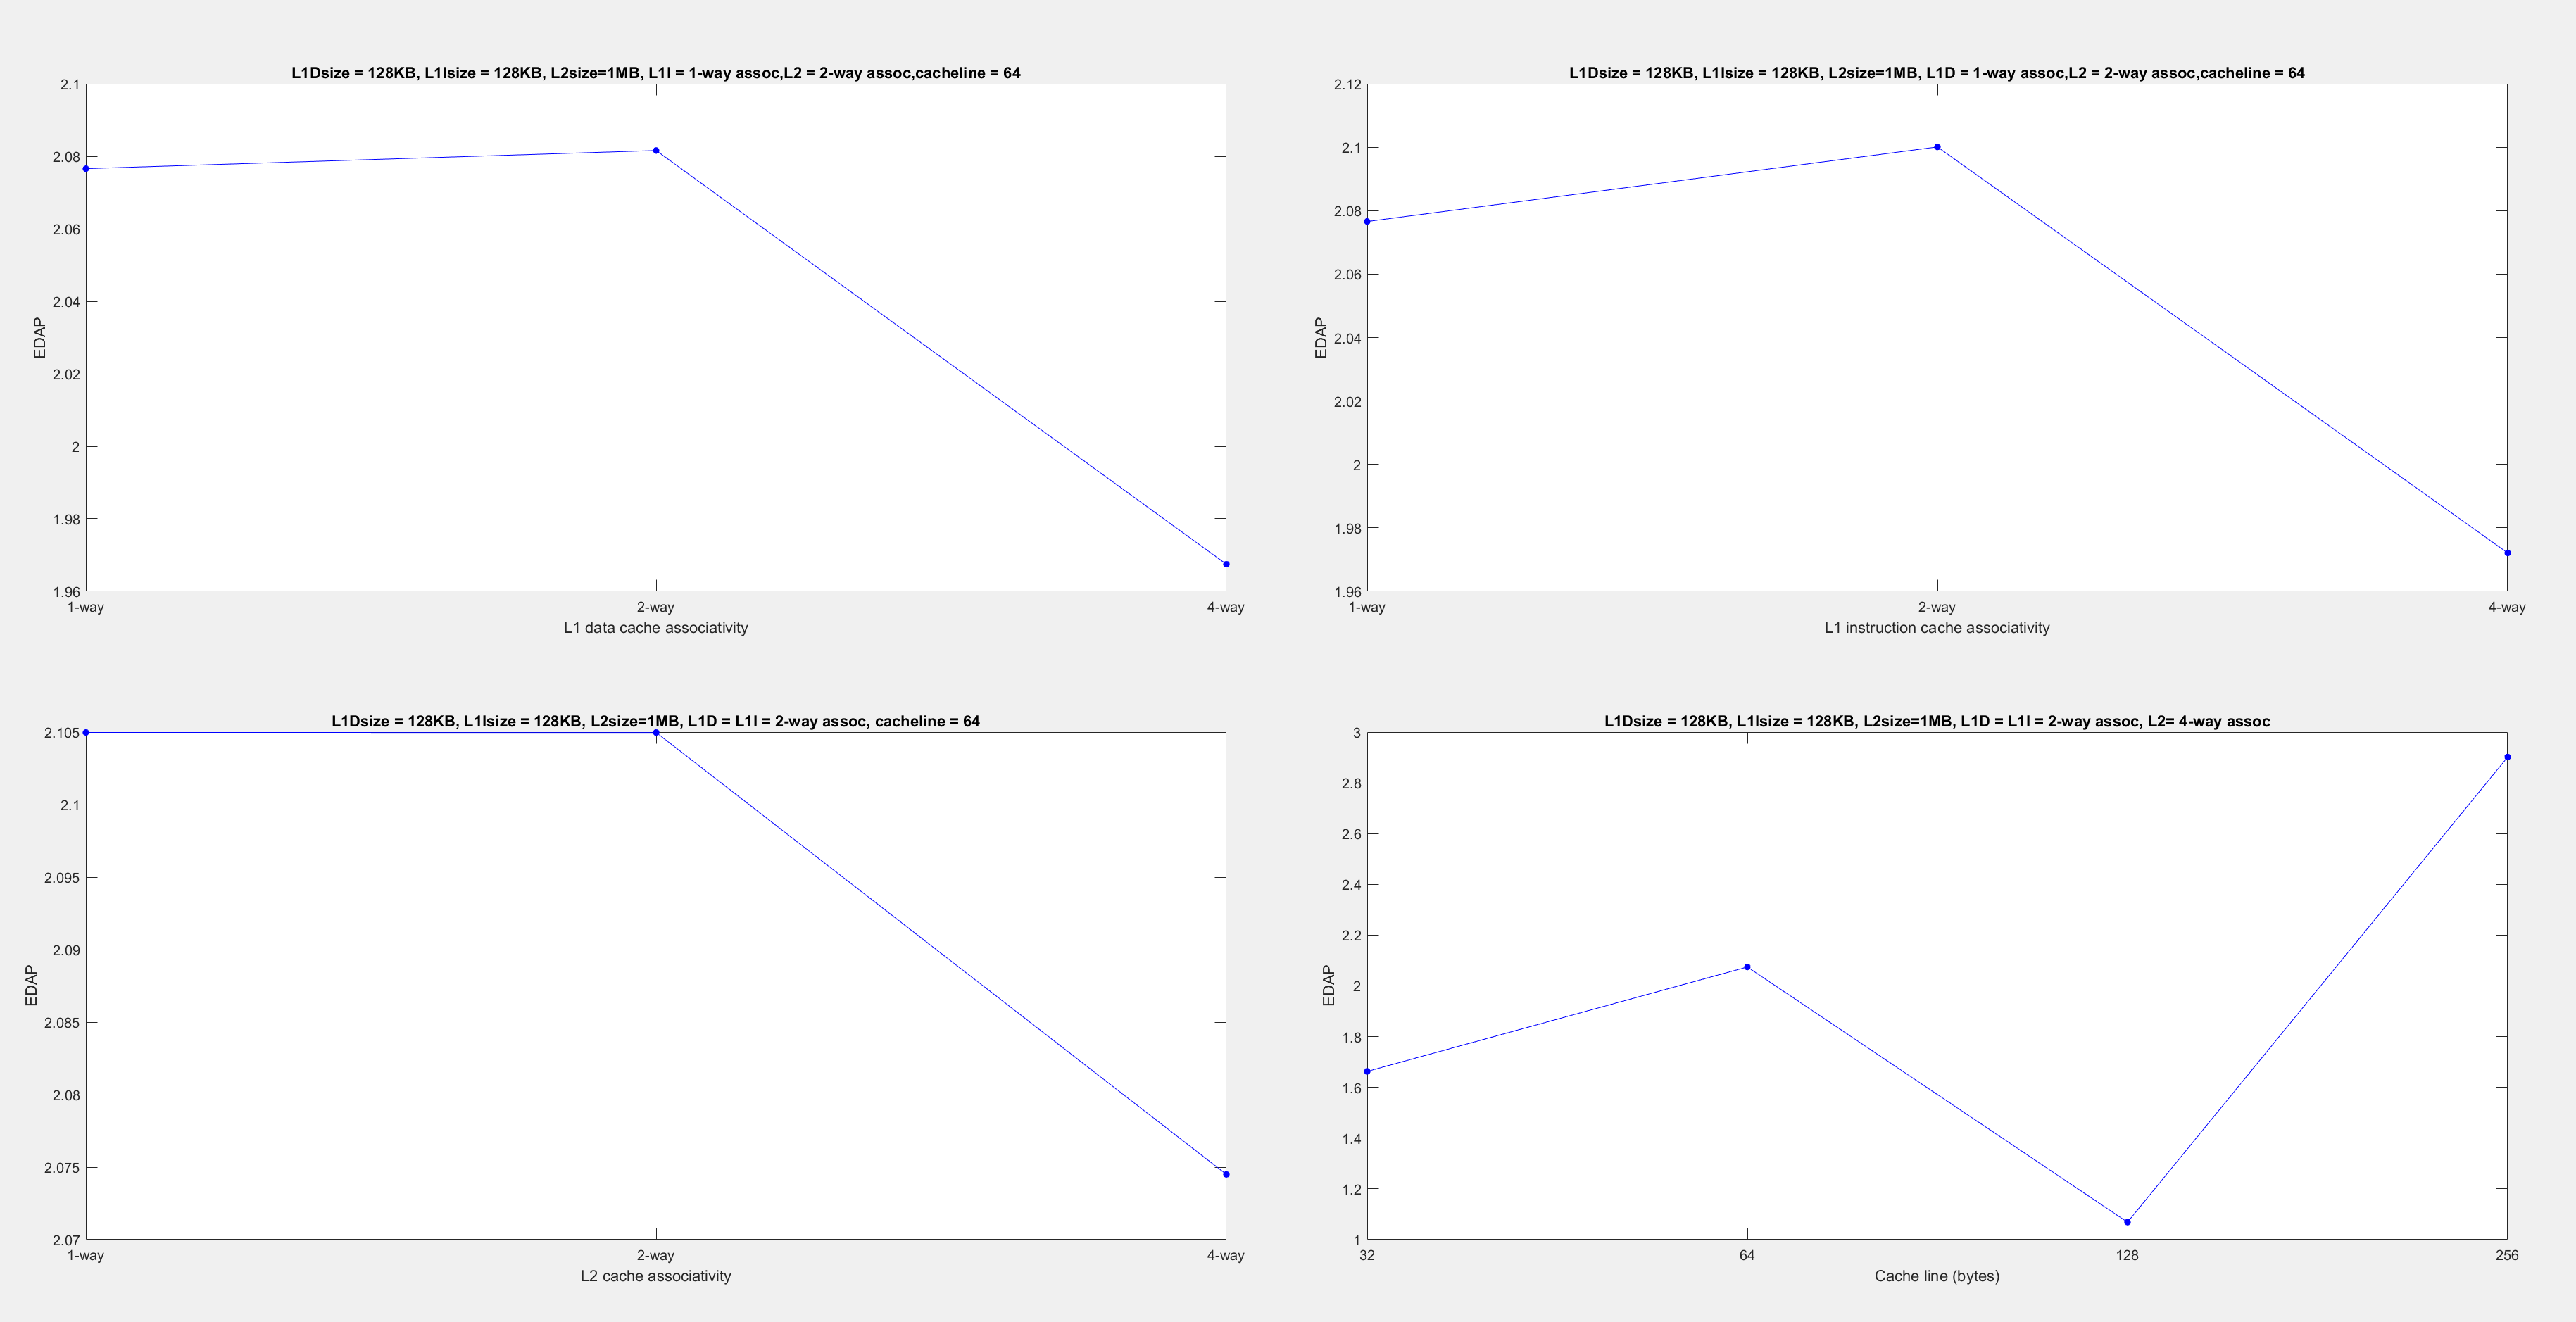 L1Dsize = 128KB, L1Isize = 128KB, L2size=1MB, L1I = 1-way assoc,L2 = 2-way assoc,cacheline = 64
2.1
2.08
2.06
2.04
2.02
2
1.98
1.96
EDAP
1-way 2-way 4-way
L1 data cache associativity
L1Dsize = 128KB, L1Isize = 128KB, L2size=1MB, L1D = 1-way assoc,L2 = 2-way assoc,cacheline = 64
2.12
2.1
2.08
2.06
2.04
2.02
2
1.98
1.96
EDAP
1-way 2-way 4-way
L1 instruction cache associativity
L1Dsize = 128KB, L1Isize = 128KB, L2size=1MB, L1D = L1I = 2-way assoc, cacheline = 64
2.105
2.1
2.095
2.09
2.085
2.08
2.075
2.07
EDAP
1-way 2-way 4-way
L2 cache associativity
L1Dsize = 128KB, L1Isize = 128KB, L2size=1MB, L1D = L1I = 2-way assoc, L2= 4-way assoc
3
2.8
2.6
2.4
2.2
2
1.8
1.6
1.4
1.2
1
EDAP
32 64 128 256
Cache line (bytes)